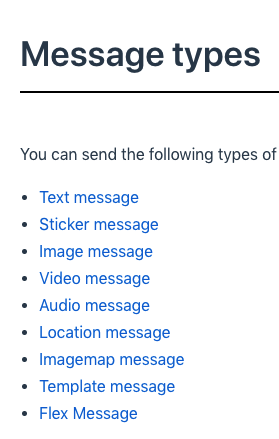 Message types
You can send the following types of
Text message
Sticker message
Image message
Video message
Audio message
Location message
Imagemap message
Template message
Flex Message